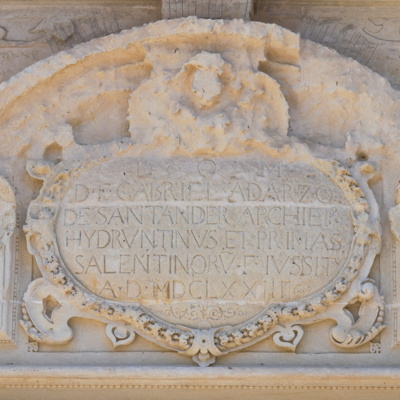 D O M
D. F. GABRIEL ADARZO
DE SANTANDER ARCHIEP
HYDRVNTINVS ET PRIMAS
SALENTINORV. F. IVSSIT
A. D. MDCLXXIII